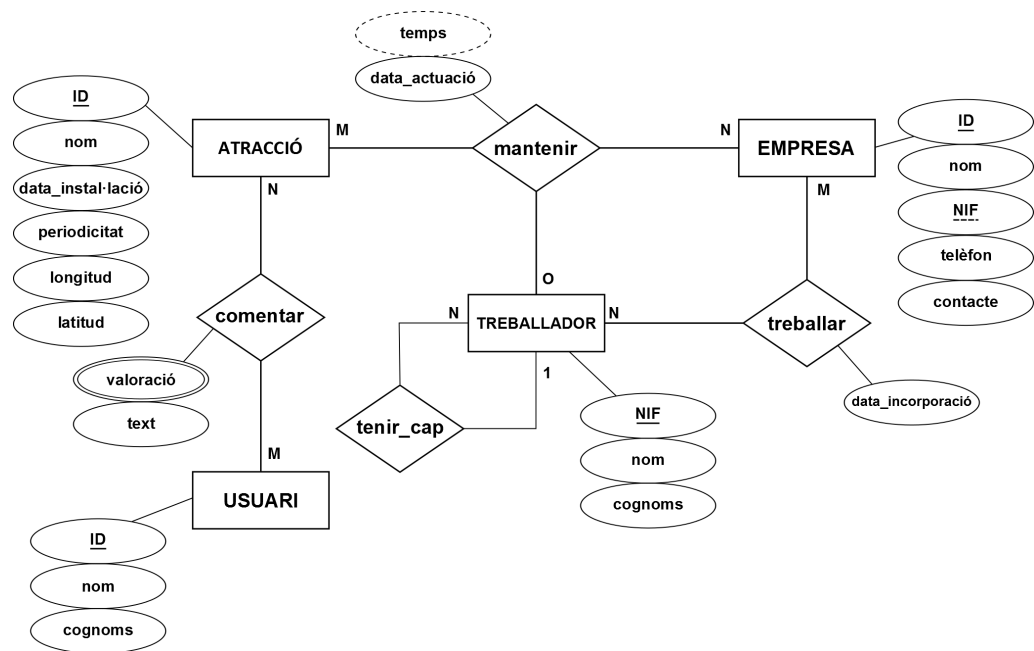 temps
data_actuació
ID
nom
data_instal·lació
periodicitat
longitud
latitud
ATRACCIÓ
M
mantenir
N
EMPRESA
ID
nom
NIF
telèfon
contacte
N
M
O
comentar
valoració
text
M
USUARI
ID
nom
cognoms
N
TREBALLADOR
N
1
tenir_cap
NIF
nom
cognoms
treballar
data_incorporació